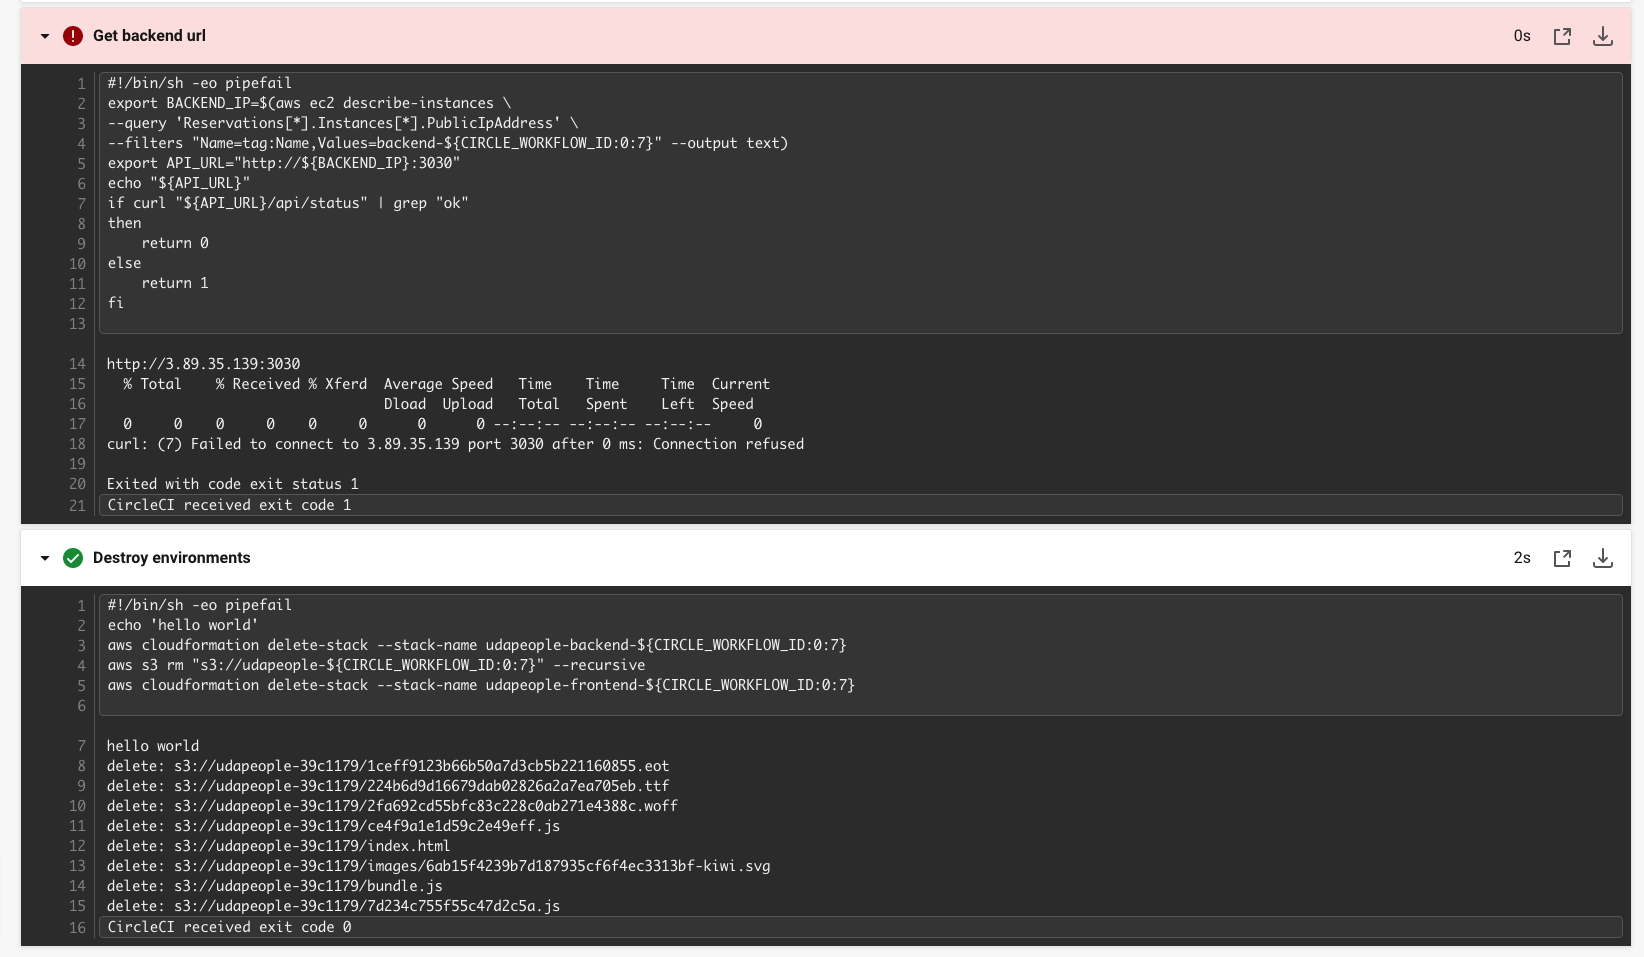 Get backend url 0s
1 #!/bin/sh -eo pipefail
2 export BACKEND_IP=$(aws ec2 describe-instances \
3 --query 'Reservations[*].Instances[*].PublicIpAddress' \
4 --filters "Name=tag:Name,Values=backend-${CIRCLE_WORKFLOW_ID:0:7}" --output text)
5 export API_URL="http://${BACKEND_IP}:3030"
6 echo "${API_URL}"
7 if curl "${API_URL}/api/status" | grep "ok"
8 then
9     return 0
10 else
11     return 1
12 fi
13
14 http://3.89.35.139:3030
15   % Total    % Received % Xferd  Average Speed   Time    Time     Time  Current
16                                  Dload  Upload   Total   Spent    Left  Speed
17   0     0    0     0    0     0      0      0 --:--:-- --:--:-- --:--:--     0
18 curl: (7) Failed to connect to 3.89.35.139 port 3030 after 0 ms: Connection refused
19
20 Exited with code exit status 1
21 CircleCI received exit code 1
Destroy environments 2s
1 #!/bin/sh -eo pipefail
2 echo 'hello world'
3 aws cloudformation delete-stack --stack-name udapeople-backend-${CIRCLE_WORKFLOW_ID:0:7}
4 aws s3 rm "s3://udapeople-${CIRCLE_WORKFLOW_ID:0:7}" --recursive
5 aws cloudformation delete-stack --stack-name udapeople-frontend-${CIRCLE_WORKFLOW_ID:0:7}
6
7 hello world
8 delete: s3://udapeople-39c1179/1ceff9123b66b50a7d3cb5b221160855.eot
9 delete: s3://udapeople-39c1179/224b6d9d16679dab02826a2a7ea705eb.ttf
10 delete: s3://udapeople-39c1179/2fa692cd55bfc83c228c0ab271e4388c.woff
11 delete: s3://udapeople-39c1179/ce4f9a1e1d59c2e49eff.js
12 delete: s3://udapeople-39c1179/index.html
13 delete: s3://udapeople-39c1179/images/6ab15f4239b7d187935cf6f4ec3313bf-kiwi.svg
14 delete: s3://udapeople-39c1179/bundle.js
15 delete: s3://udapeople-39c1179/7d234c755f55c47d2c5a.js
16 CircleCI received exit code 0